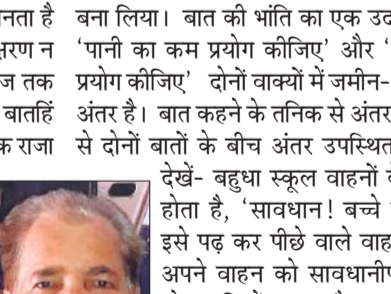 नता है
क्षरण न
ज तक
बातहिं
क राजा
बना लिया। बात की भांति का एक उद
‘पानी का कम प्रयोग कीजिए’ और ‘
प्रयोग कीजिए’ दोनों वाक्यों में जमीन-
अंतर है। बात कहने के तनिक से अंतर
से दोनों बातों के बीच अंतर उपस्थित
देखें- बहुधा स्कूल वाहनों
होता है, ‘सावधान! बच्चे
इसे पढ़ कर पीछे वाले वाह
अपने वाहन को सावधानीप